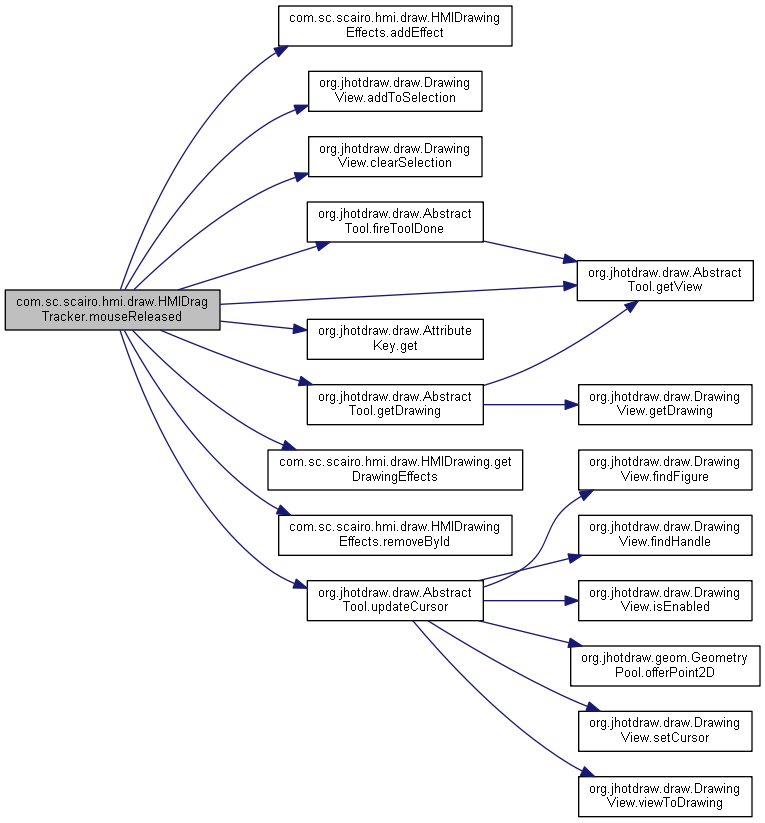 com.sc.scairo.hmi.draw.HMIDrawing
Effects.addEffect
org.jhotdraw.draw.Drawing
View.addToSelection
org.jhotdraw.draw.Drawing
View.clearSelection
org.jhotdraw.draw.Abstract
Tool.fireToolDone
org.jhotdraw.draw.Abstract
Tool.getView
com.sc.scairo.hmi.draw.HMIDrag
Tracker.mouseReleased
org.jhotdraw.draw.Attribute
Key.get
org.jhotdraw.draw.Abstract
Tool.getDrawing
org.jhotdraw.draw.Drawing
View.getDrawing
com.sc.scairo.hmi.draw.HMIDrawing.get
DrawingEffects
org.jhotdraw.draw.Drawing
View.findFigure
com.sc.scairo.hmi.draw.HMIDrawing
Effects.removeById
org.jhotdraw.draw.Drawing
View.findHandle
org.jhotdraw.draw.Abstract
Tool.updateCursor
org.jhotdraw.draw.Drawing
View.isEnabled
org.jhotdraw.geom.Geometry
Pool.offerPoint2D
org.jhotdraw.draw.Drawing
View.setCursor
org.jhotdraw.draw.Drawing
View.viewToDrawing